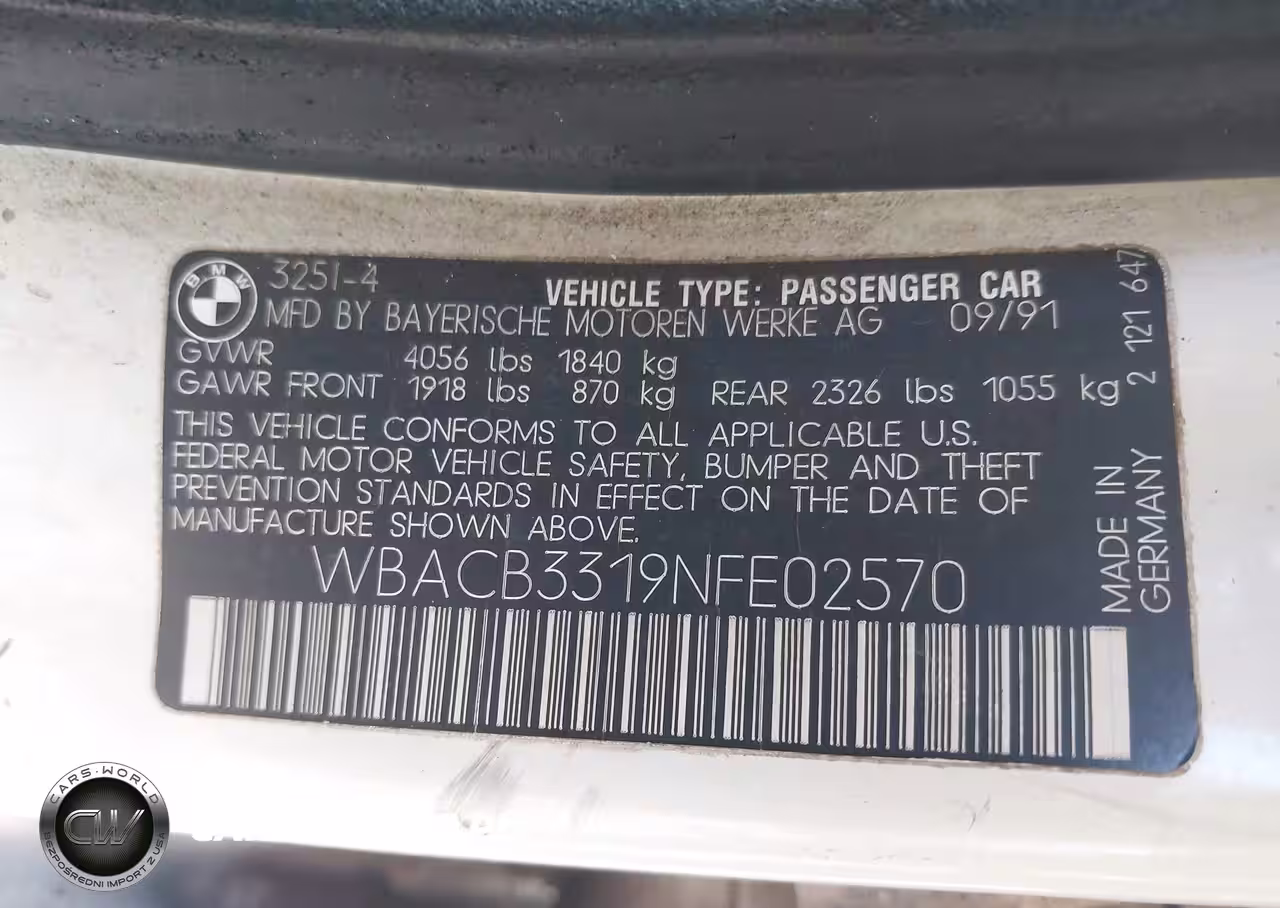 BMW
325I-4
VEHICLE TYPE: PASSENGER CAR
MFD BY BAYERISCHE MOTOREN WERKE AG 09/91
GVWR 4056 lbs 1840 kg
GAWR FRONT 1918 lbs 870 kg REAR 2326 lbs 1055 kg
THIS VEHICLE CONFORMS TO ALL APPLICABLE U.S.
FEDERAL MOTOR VEHICLE SAFETY, BUMPER AND THEFT
PREVENTION STANDARDS IN EFFECT ON THE DATE OF
MANUFACTURE SHOWN ABOVE.
WBACB3319NFE02570
2 121 647
MADE IN
GERMANY
CARS-WORLD
CW
BEZPOŚREDNI IMPORT Z USA